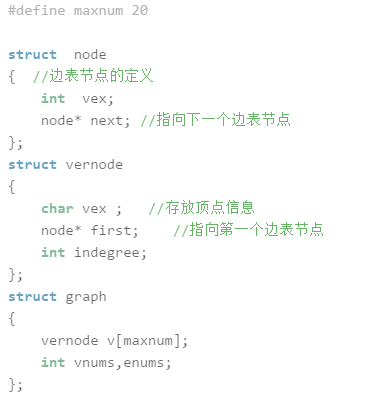 #define maxnum 20
struct  node
{  //边表节点的定义
    int  vex;
    node* next; //指向下一个边表节点
};
struct vernode
{
    char vex ;   //存放顶点信息
    node* first;    //指向第一个边表节点
    int indegree;
};
struct graph
{
    vernode v[maxnum];
    int vnums,enums;
};